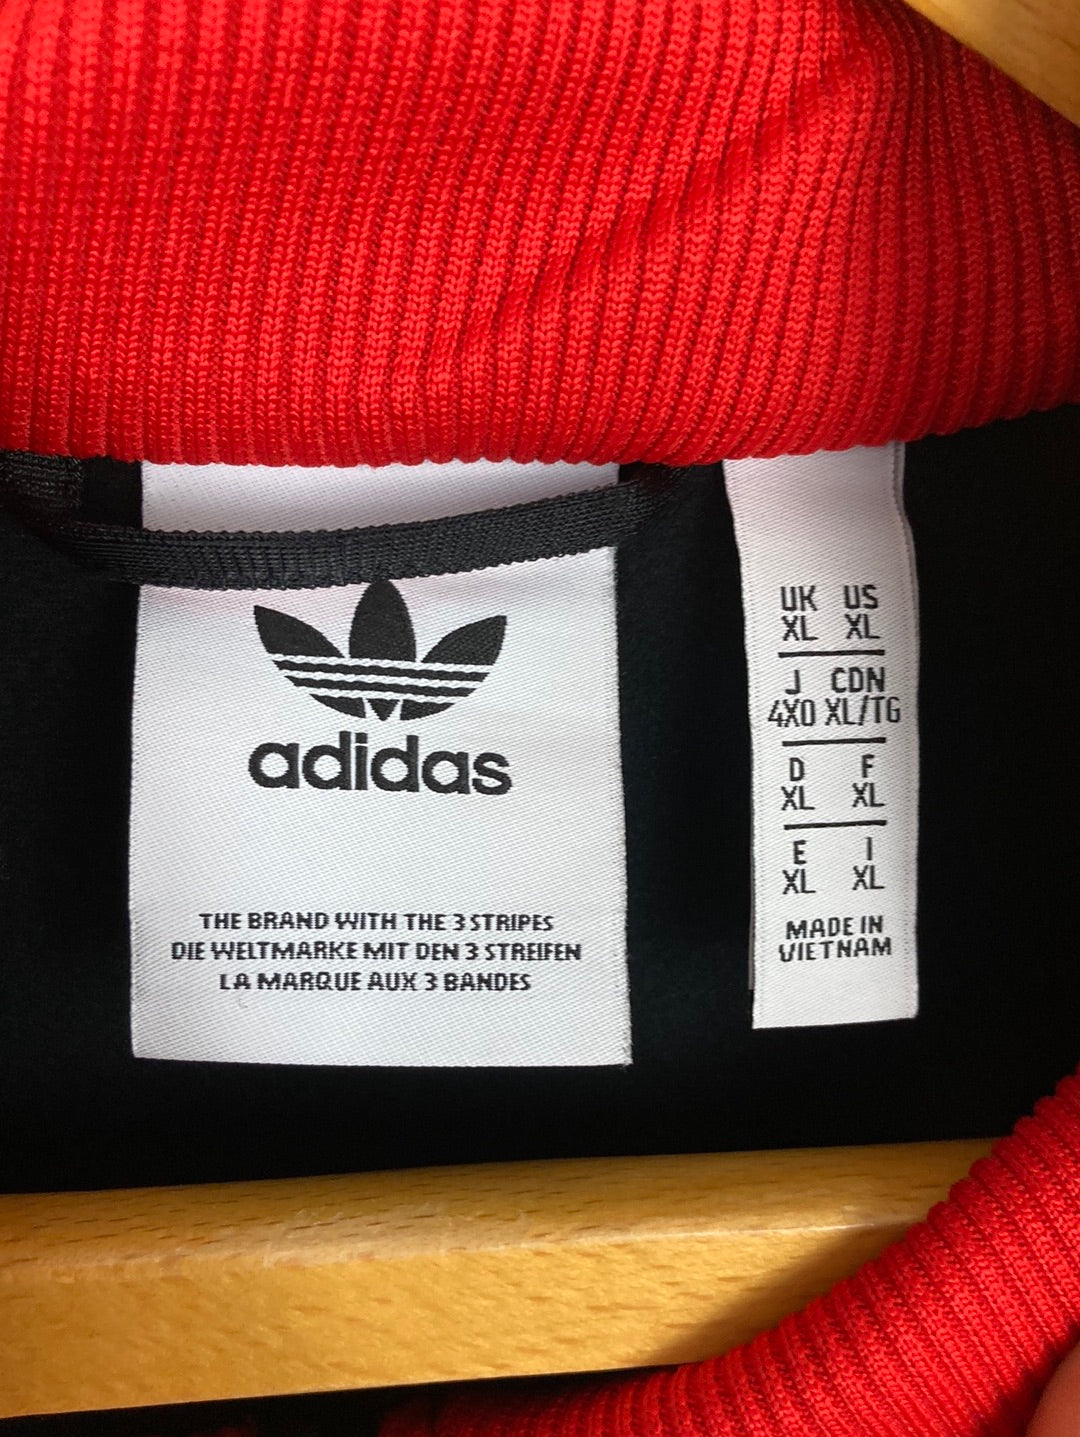 adidas
THE BRAND WITH THE 3 STRIPES
DIE WELTMARKE MIT DEN 3 STREIFEN
LA MARQUE AUX 3 BANDES
UK US
XL XL
J CDN
4XO XL/TG
D F
XL XL
E I
XL XL
MADE IN
VIETNAM